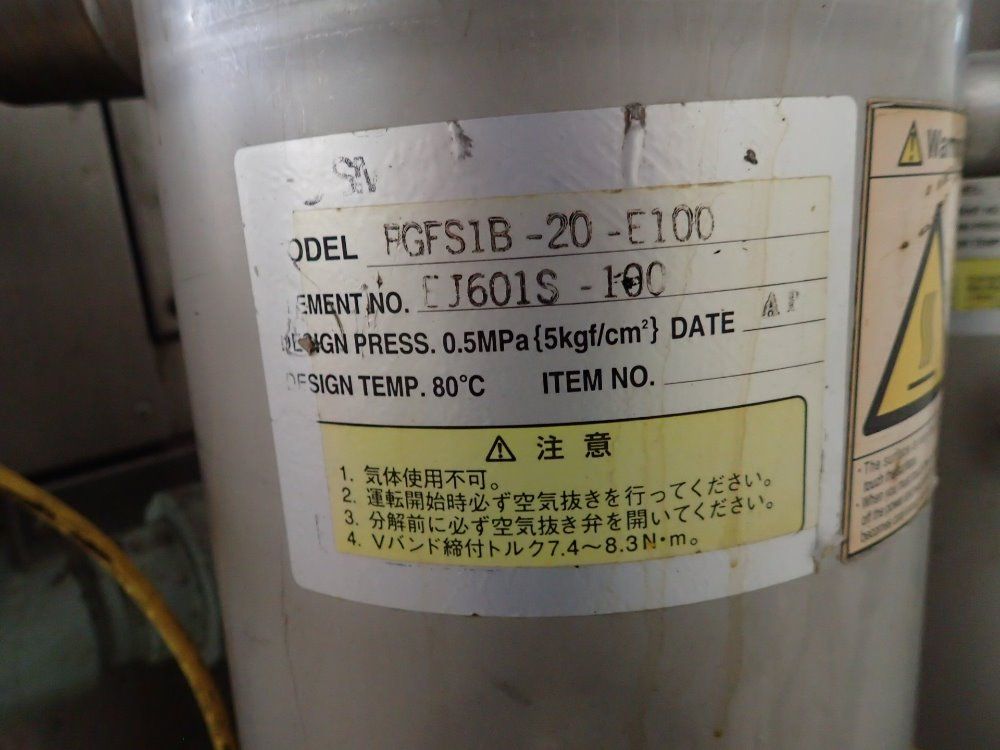 ODEL FGFS1B-20-E100
EMENT NO. EJ601S-100
DESIGN PRESS. 0.5MPa{5kgf/cm²} DATE
DESIGN TEMP. 80°C ITEM NO.
⚠ 注意
1. 気体使用不可。
2. 運転開始時必ず空気抜きを行ってください。
3. 分解前に必ず空気抜き弁を開いてください。
4. Vバンド締付トルク7.4～8.3N・m。